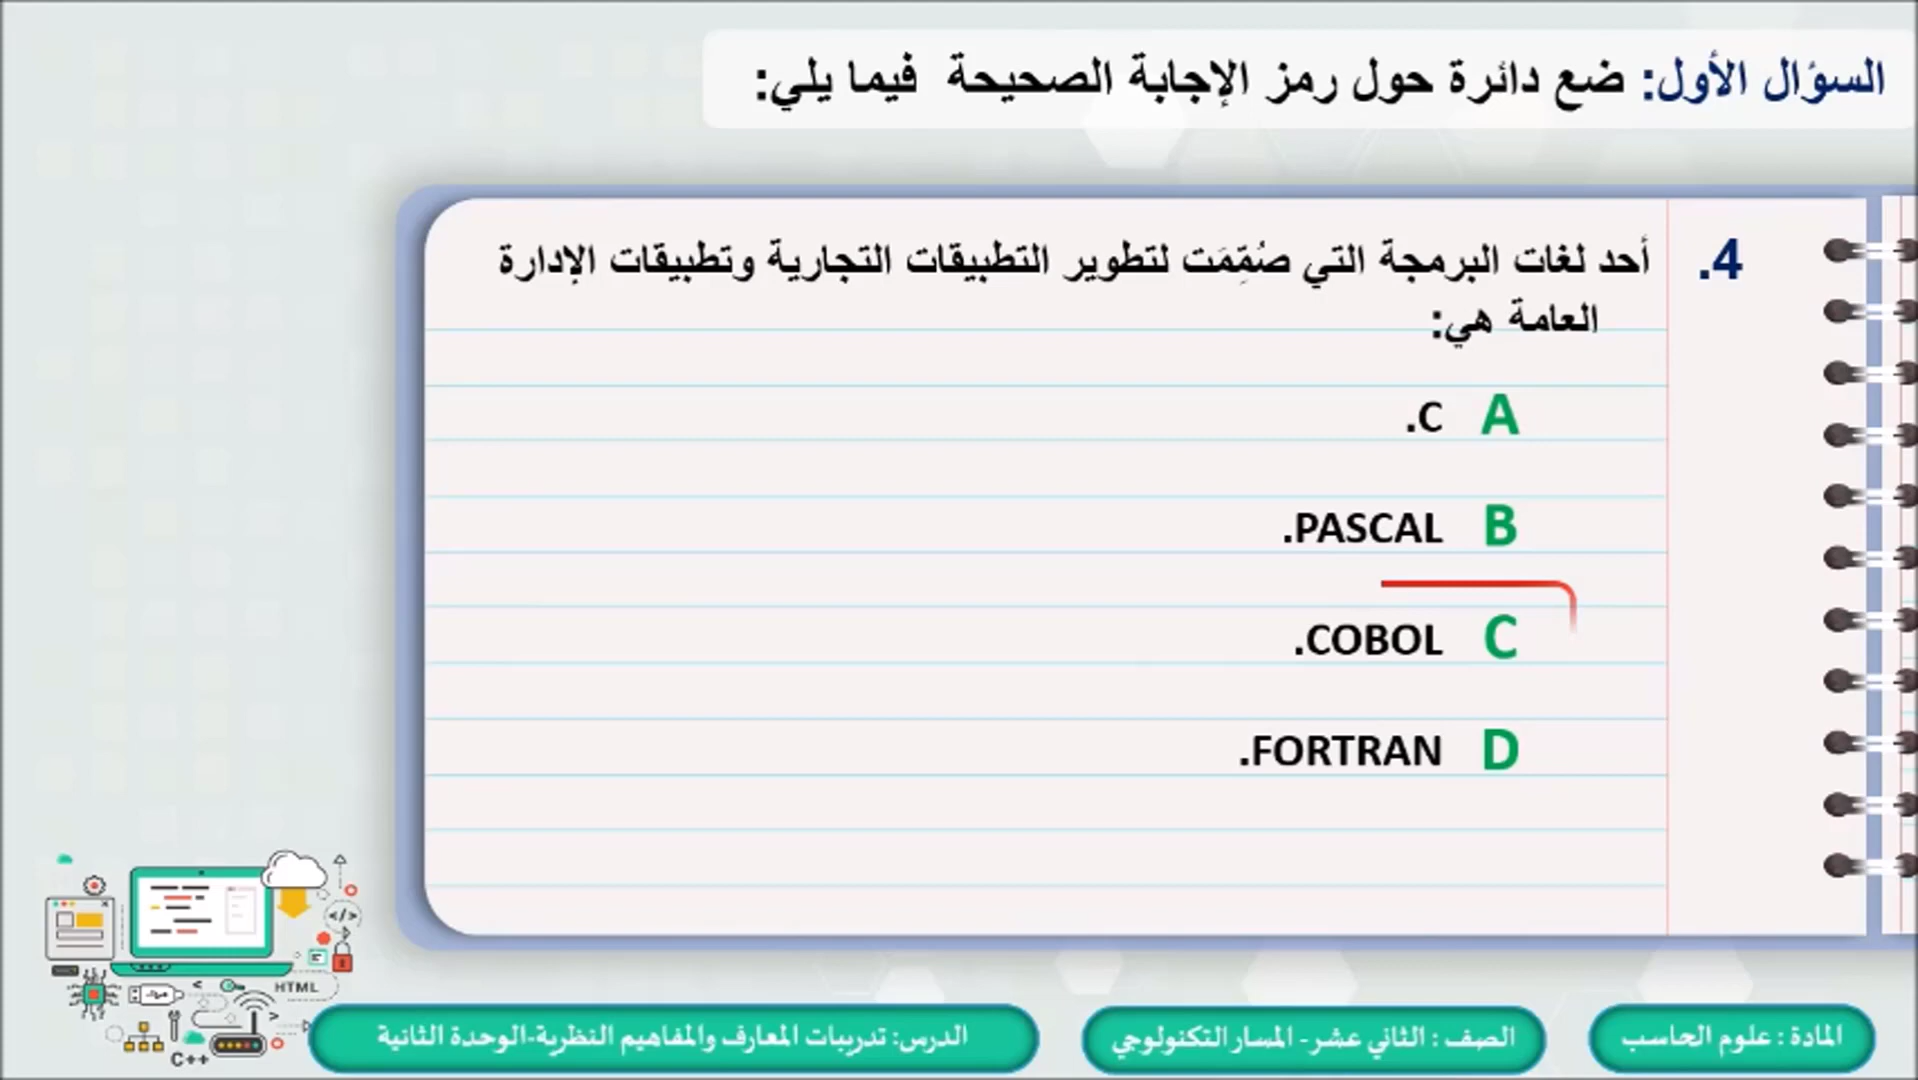 السؤال الأول: ضع دائرة حول رمز الإجابة الصحيحة فيما يلي:
4. أحد لغات البرمجة التي صُمِّمَت لتطوير التطبيقات التجارية وتطبيقات الإدارة
العامة هي:
A C.
B PASCAL.
C COBOL.
D FORTRAN.
</>
HTML
C++
المادة : علوم الحاسب
الصف : الثاني عشر- المسار التكنولوجي
الدرس: تدريبات المعارف والمفاهيم النظرية-الوحدة الثانية